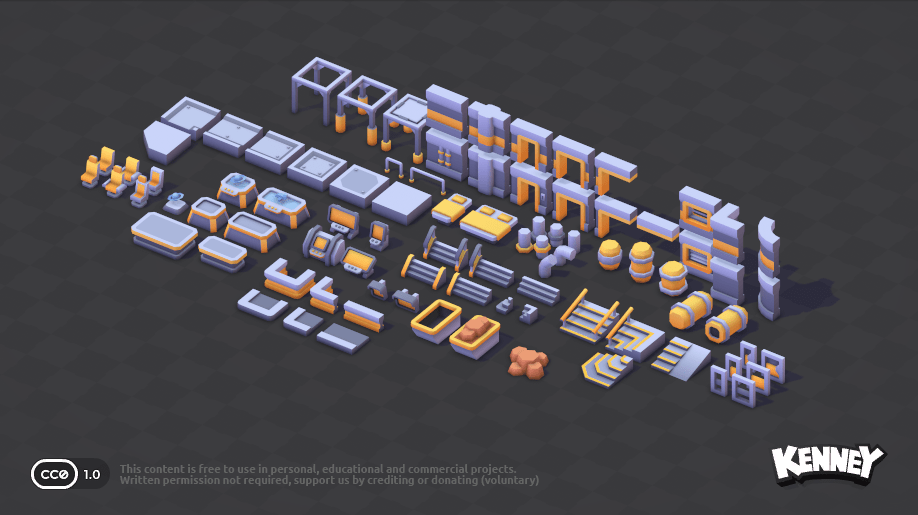 KENNEY
CC0 1.0
This content is free to use in personal, educational and commercial projects.
Written permission not required, support us by crediting or donating (voluntary)